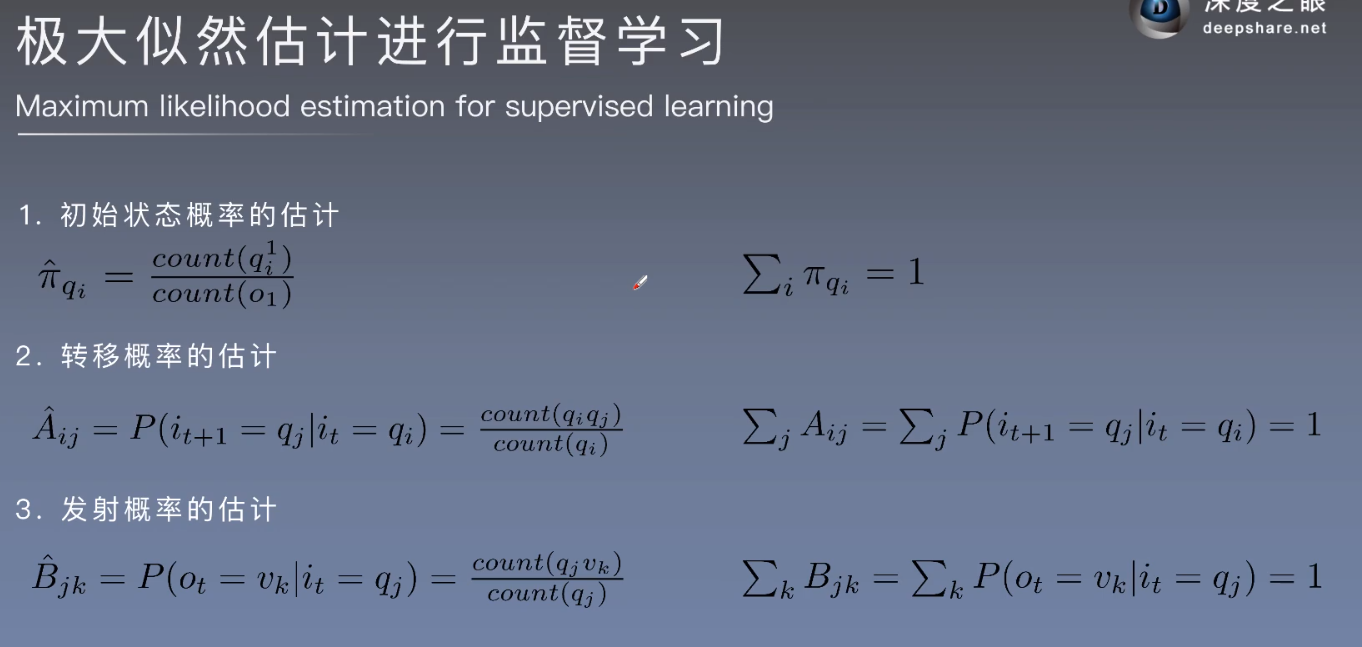 深度之眼
deepshare.net
极大似然估计进行监督学习
Maximum likelihood estimation for supervised learning
1. 初始状态概率的估计
$\hat{\pi}_{q_i} = \frac{count(q_i^1)}{count(o_1)}$ $\sum_i \pi_{q_i} = 1$
2. 转移概率的估计
$\hat{A}_{ij} = P(i_{t+1} = q_j | i_t = q_i) = \frac{count(q_i q_j)}{count(q_i)}$ $\sum_j A_{ij} = \sum_j P(i_{t+1} = q_j | i_t = q_i) = 1$
3. 发射概率的估计
$\hat{B}_{jk} = P(o_t = v_k | i_t = q_j) = \frac{count(q_j v_k)}{count(q_j)}$ $\sum_k B_{jk} = \sum_k P(o_t = v_k | i_t = q_j) = 1$